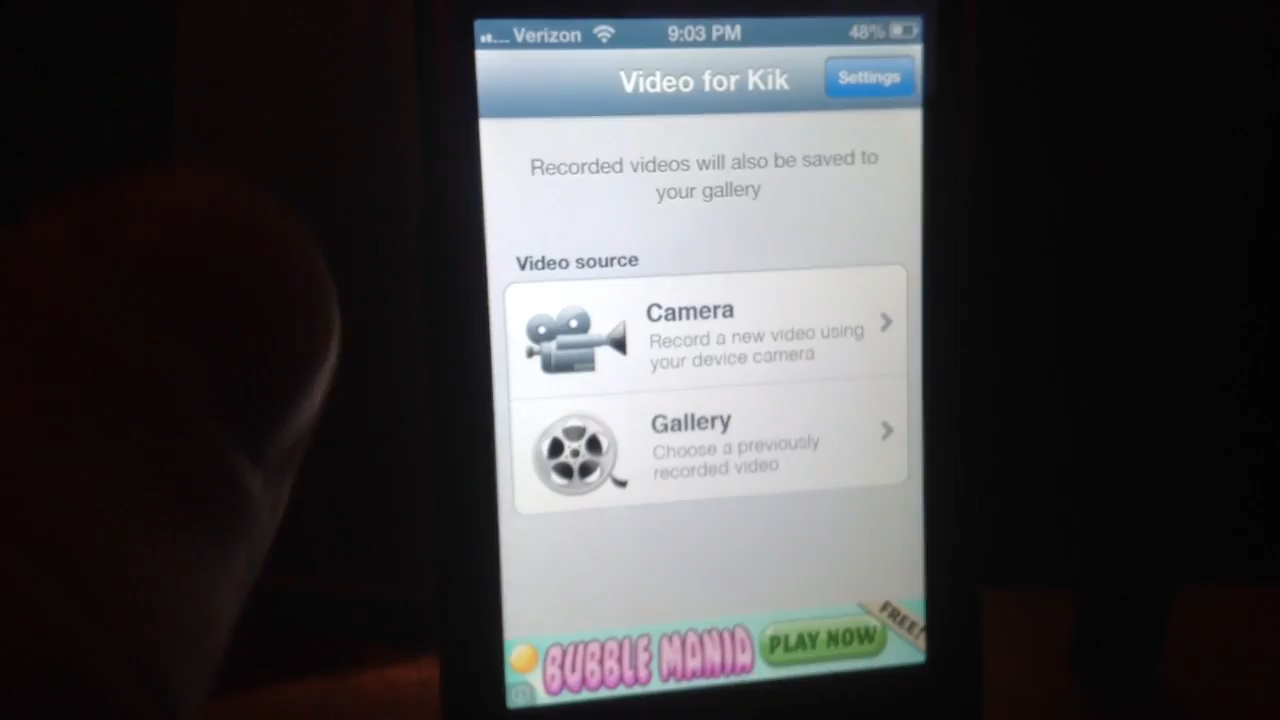 Verizon 9:03 PM 48%
Video for Kik Settings
Recorded videos will also be saved to
your gallery
Video source
Camera
Record a new video using
your device camera
Gallery
Choose a previously
recorded video
FREE!
BUBBLE MANIA PLAY NOW